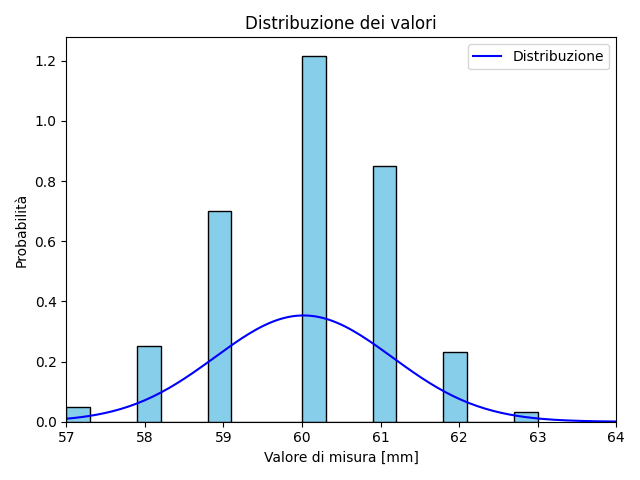 Distribuzione dei valori
Distribuzione
Probabilità
1.2
1.0
0.8
0.6
0.4
0.2
0.0
57 58 59 60 61 62 63 64
Valore di misura [mm]